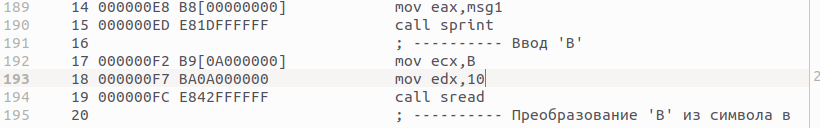 189 14 000000E8 B8[00000000] mov eax,msg1
190 15 000000ED E81DFFFFFF call sprint
191 16 ; ---------- Ввод 'B'
192 17 000000F2 B9[0A000000] mov ecx,B
193 18 000000F7 BA0A000000 mov edx,10
194 19 000000FC E842FFFFFF call sread
195 20 ; ---------- Преобразование 'B' из символа в
2